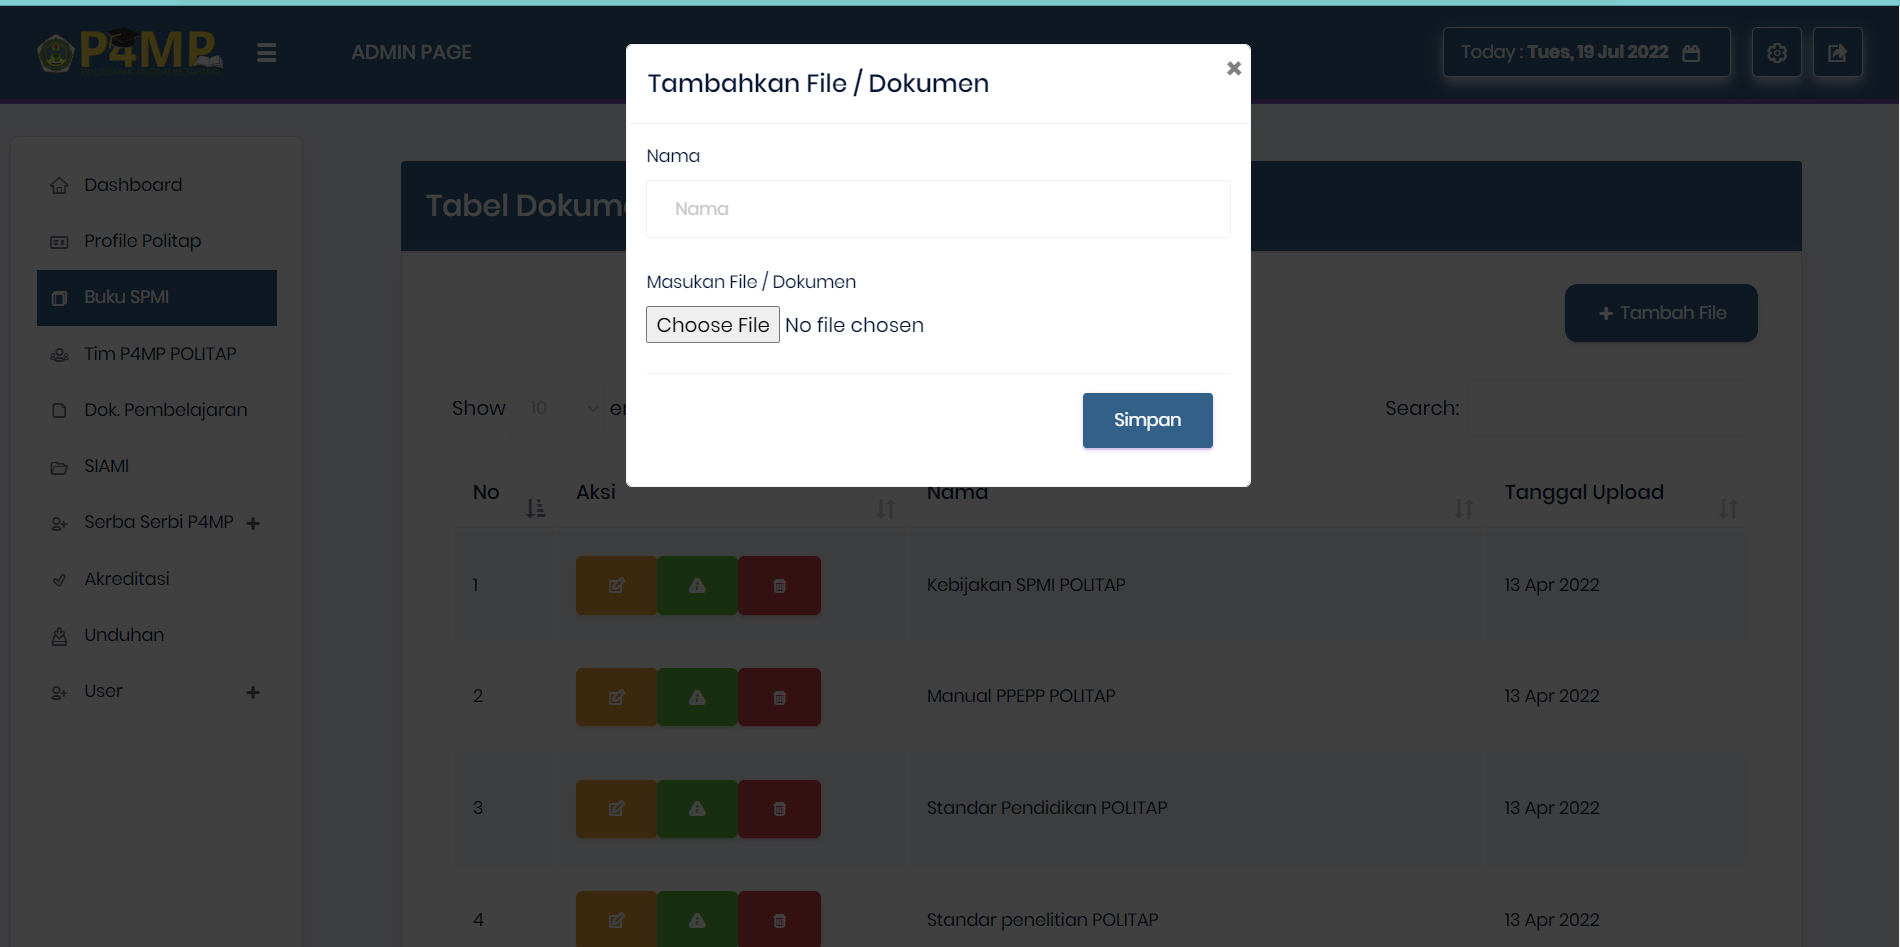 P4MP
ADMIN PAGE
Today : Tues, 19 Jul 2022
Tambahkan File / Dokumen
Nama
Nama
Masukan File / Dokumen
Choose File No file chosen
Simpan
Dashboard
Profile Politap
Buku SPMI
Tim P4MP POLITAP
Dok. Pembelajaran
SIAMI
Serba Serbi P4MP
Akreditasi
Unduhan
User
Tabel Dokum
Tambah File
Show 10 
Search:
No Aksi Nama Tanggal Upload
1 Kebijakan SPMI POLITAP 13 Apr 2022
2 Manual PPEPP POLITAP 13 Apr 2022
3 Standar Pendidikan POLITAP 13 Apr 2022
4 Standar penelitian POLITAP 13 Apr 2022